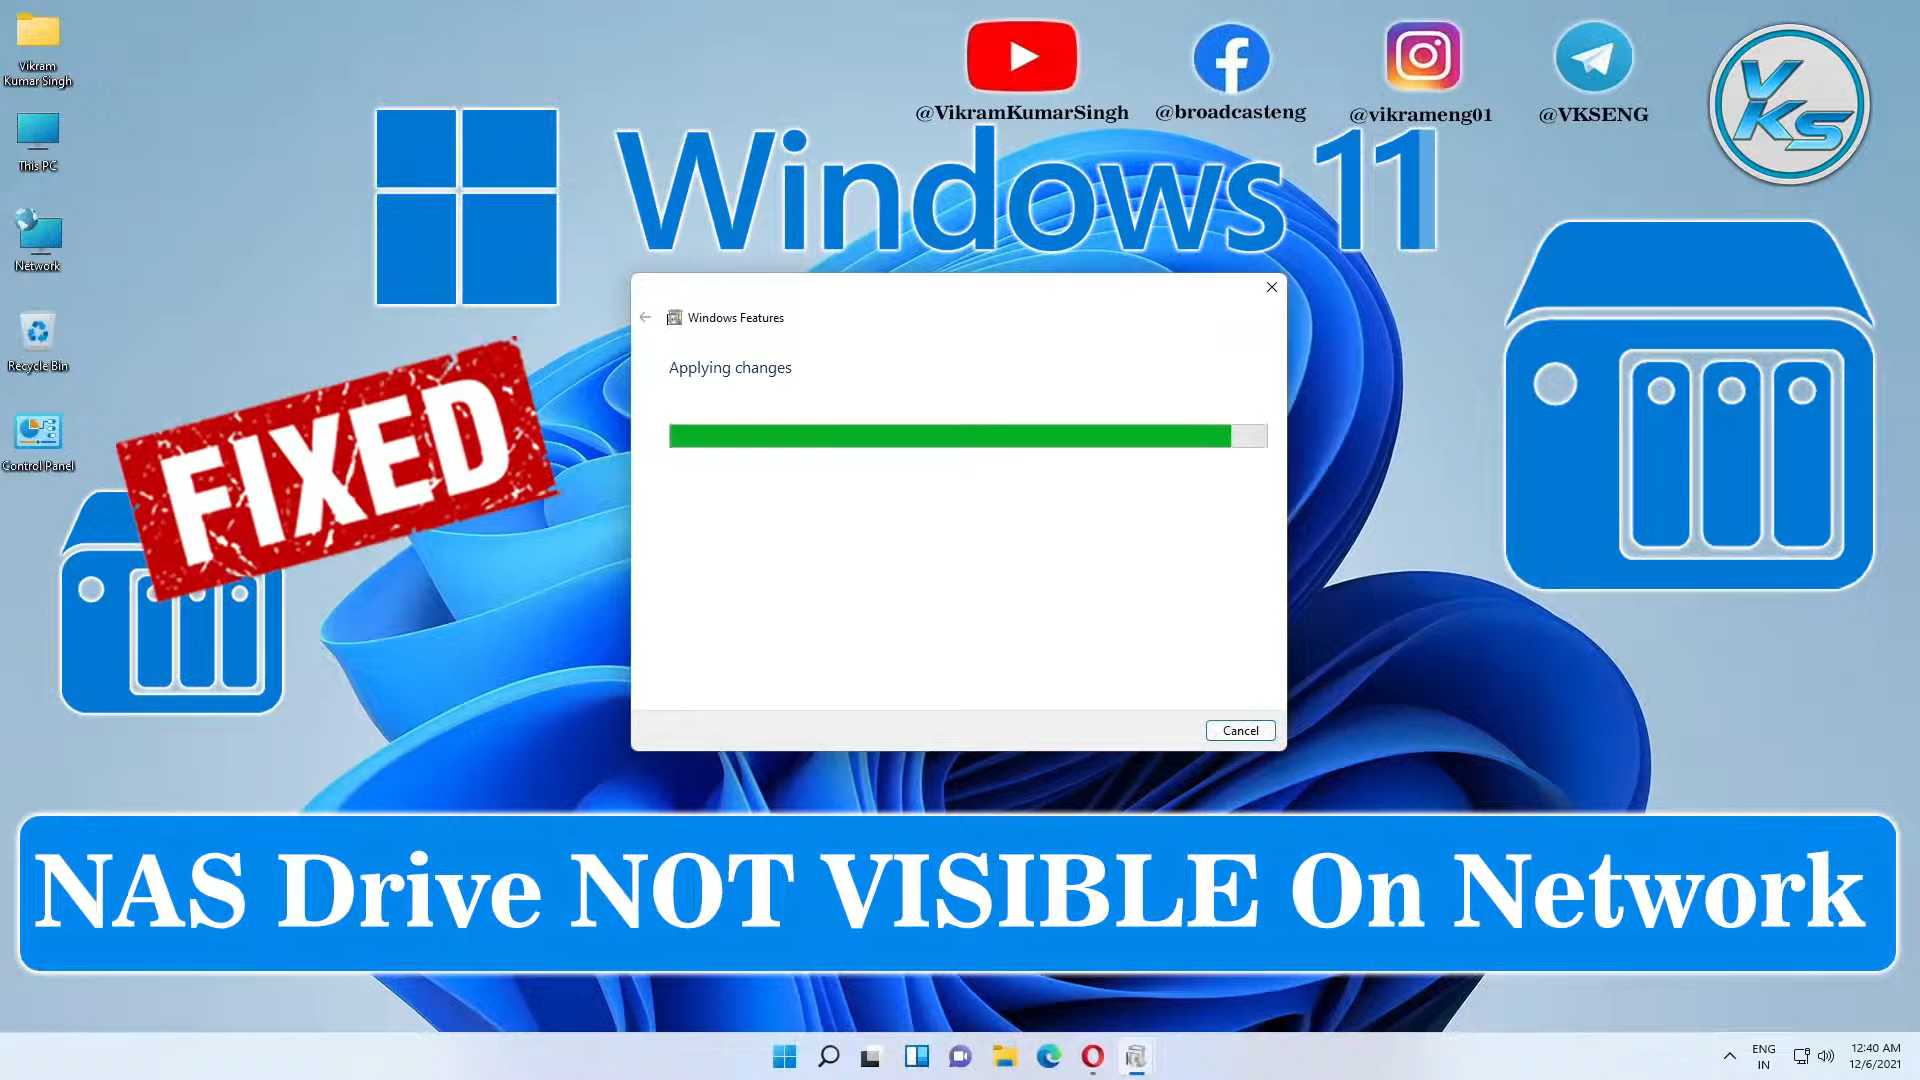 Vikram
Kumar Singh
This PC
Network
Recycle Bin
Control Panel
@VikramKumarSingh
@broadcasteng
@vikrameng01
@VKSENG
VKS
Windows 11
Windows Features
Applying changes
Cancel
FIXED
NAS Drive NOT VISIBLE On Network
ENG
IN
12:40 AM
12/6/2021